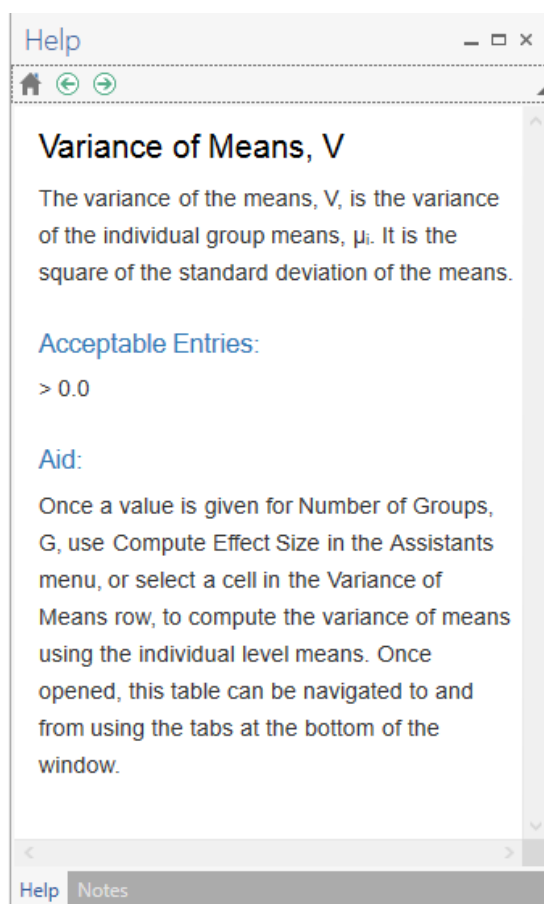 Help
Variance of Means, V
The variance of the means, V, is the variance
of the individual group means, μᵢ. It is the
square of the standard deviation of the means.
Acceptable Entries:
> 0.0
Aid:
Once a value is given for Number of Groups,
G, use Compute Effect Size in the Assistants
menu, or select a cell in the Variance of
Means row, to compute the variance of means
using the individual level means. Once
opened, this table can be navigated to and
from using the tabs at the bottom of the
window.
Help Notes